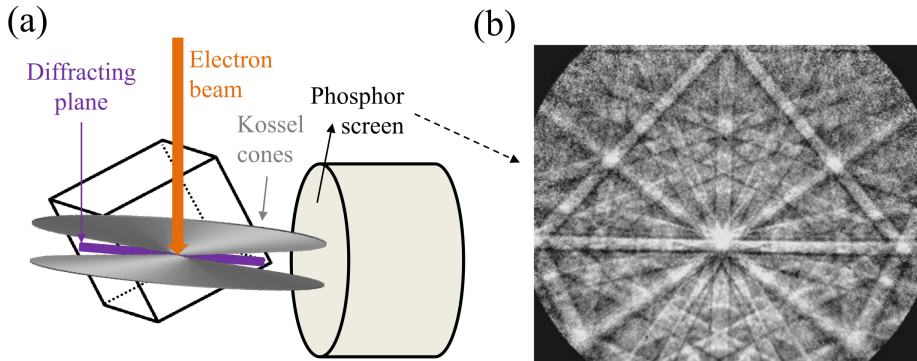 (a)
Electron
beam
Diffracting
plane
Kossel
cones
Phosphor
screen
(b)